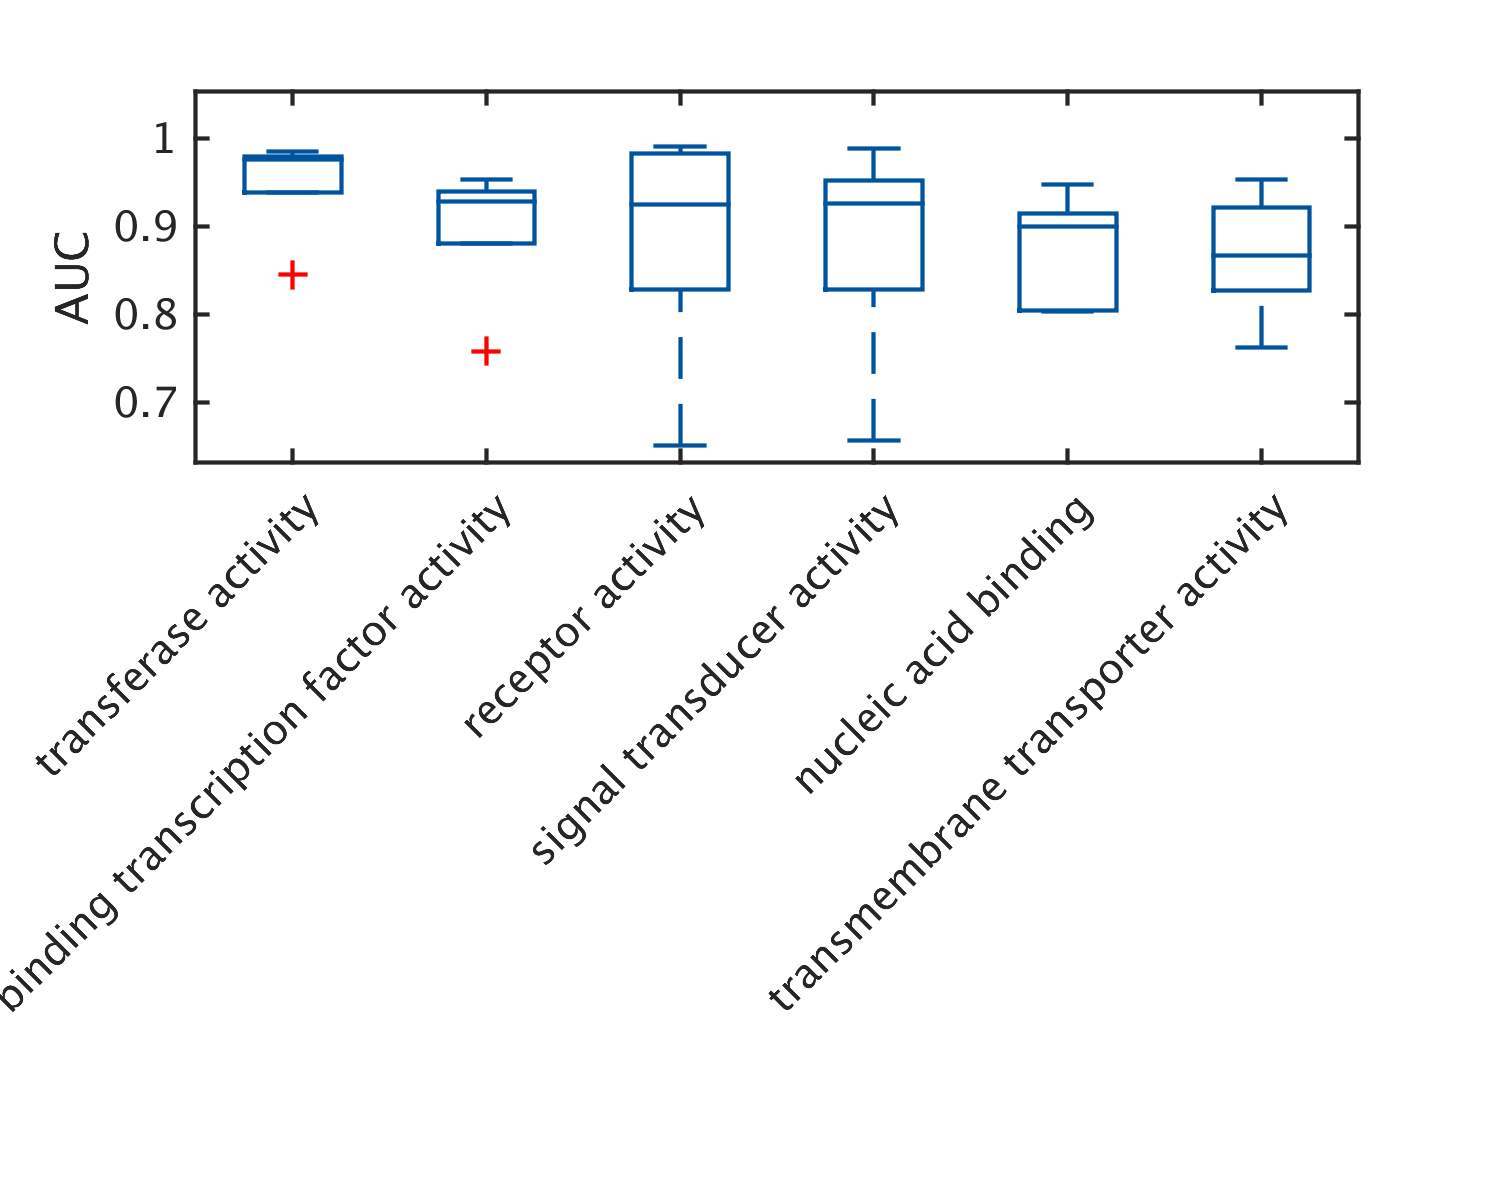 AUC
1
0.9
0.8
0.7
transferase activity
binding transcription factor activity
receptor activity
signal transducer activity
nucleic acid binding
transmembrane transporter activity